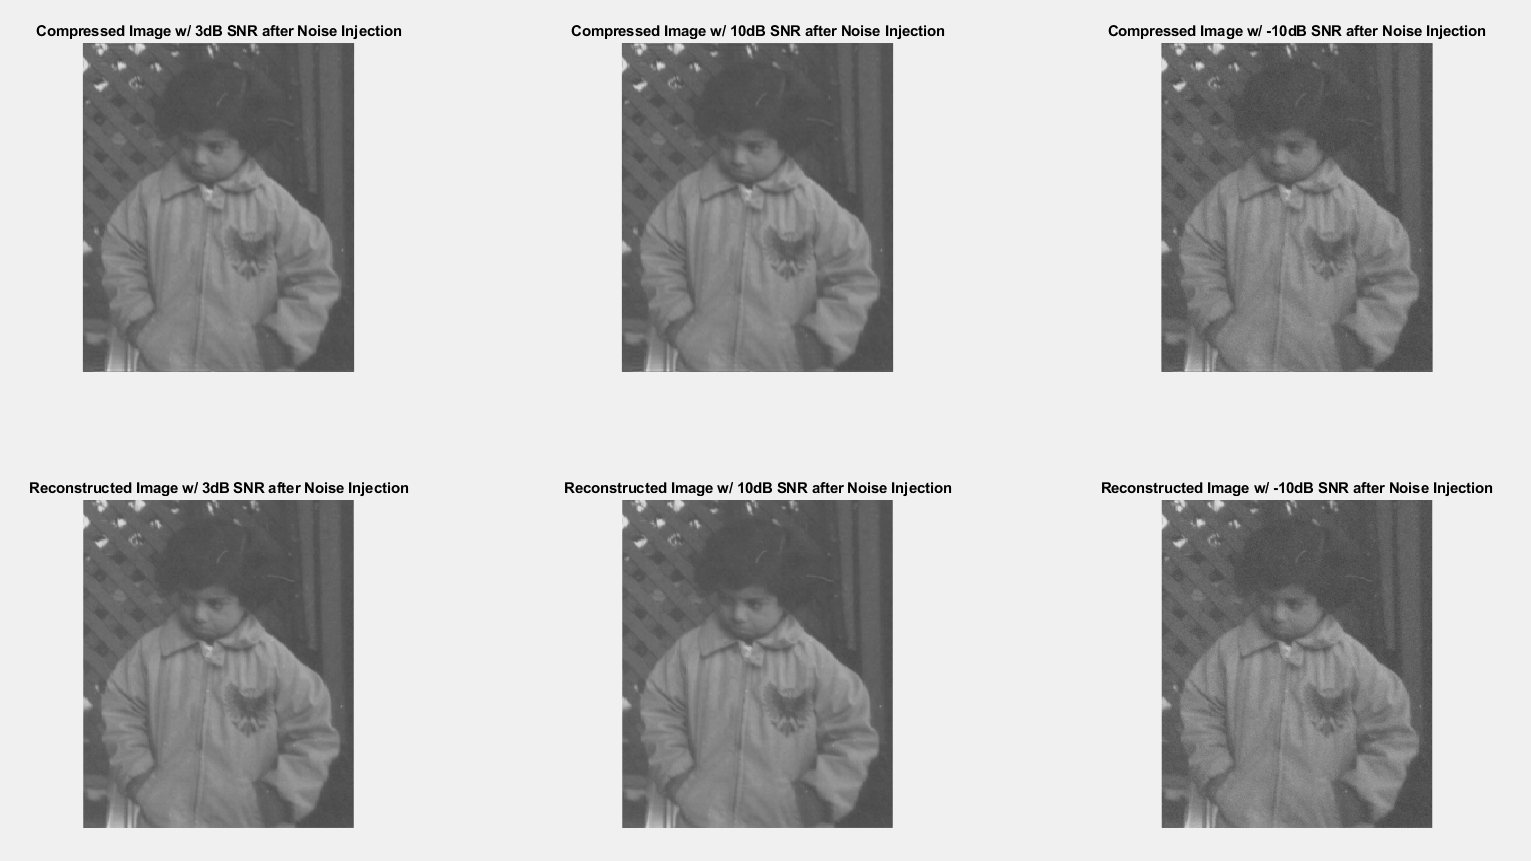 Compressed Image w/ 3dB SNR after Noise Injection
Compressed Image w/ 10dB SNR after Noise Injection
Compressed Image w/ -10dB SNR after Noise Injection
Reconstructed Image w/ 3dB SNR after Noise Injection
Reconstructed Image w/ 10dB SNR after Noise Injection
Reconstructed Image w/ -10dB SNR after Noise Injection